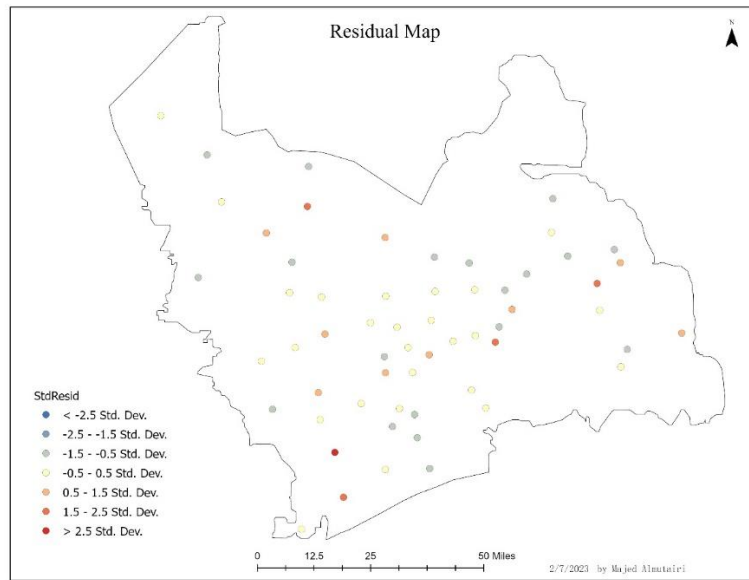 Residual Map
N
StdResid
< -2.5 Std. Dev.
-2.5 - -1.5 Std. Dev.
-1.5 - -0.5 Std. Dev.
-0.5 - 0.5 Std. Dev.
0.5 - 1.5 Std. Dev.
1.5 - 2.5 Std. Dev.
> 2.5 Std. Dev.
0 12.5 25 50 Miles
2/7/2023 by Majed Almutairi